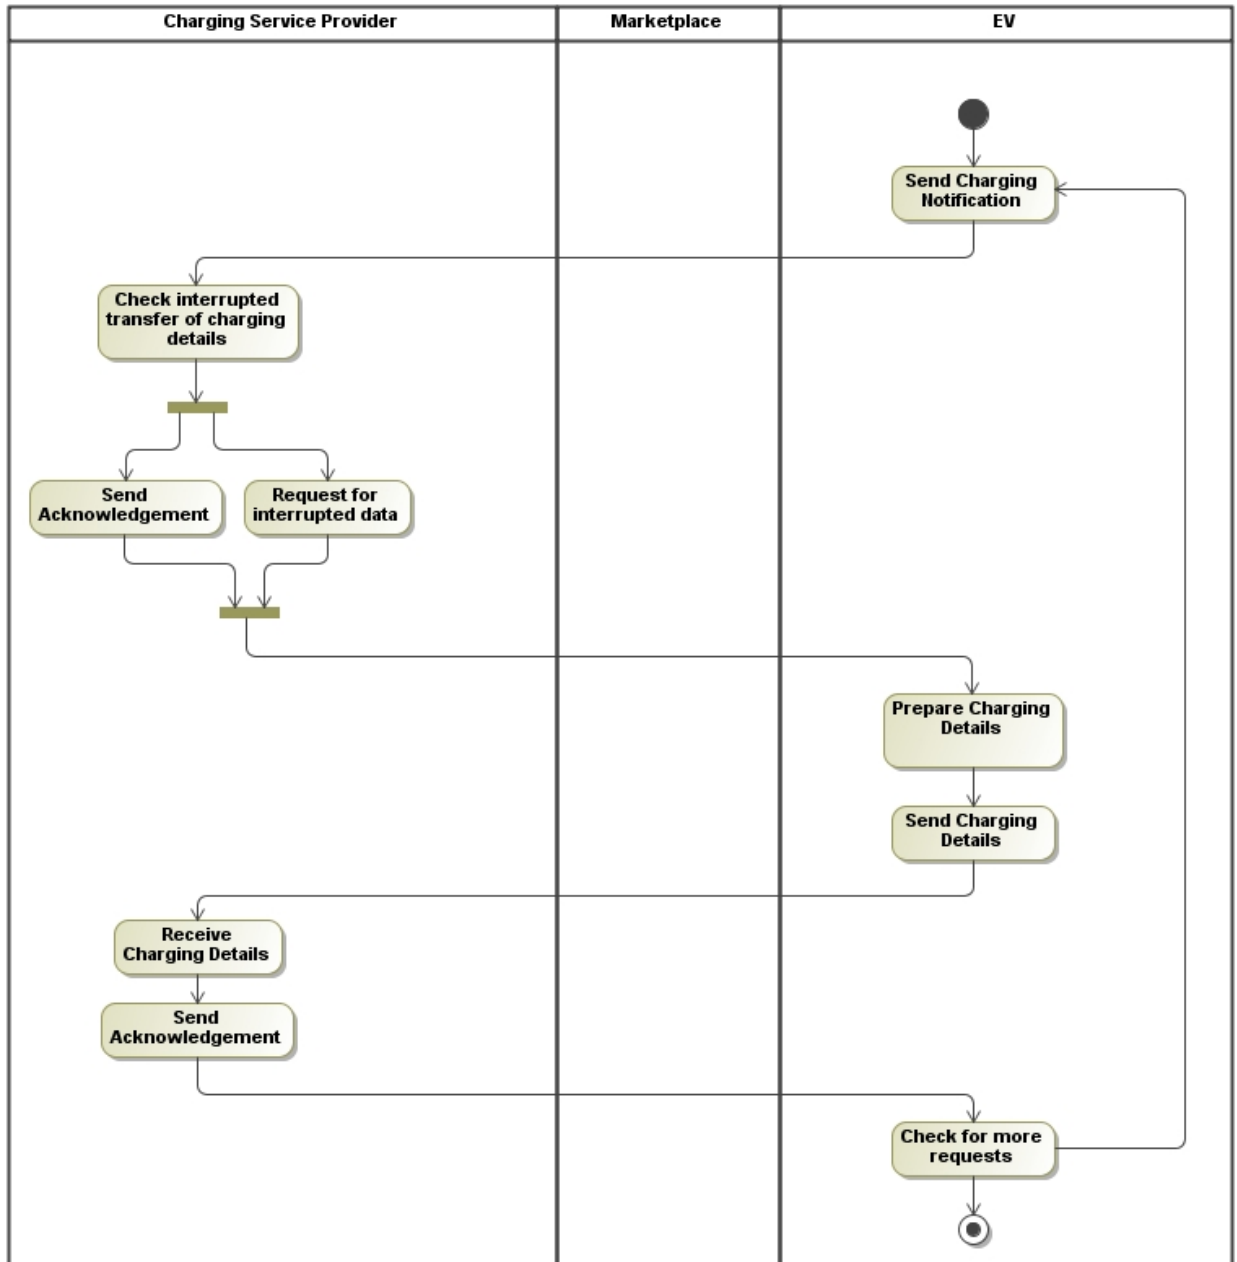 Charging Service Provider
Marketplace
EV
Send Charging
Notification
Check interrupted
transfer of charging
details
Send
Acknowledgement
Request for
interrupted data
Prepare Charging
Details
Send Charging
Details
Receive
Charging Details
Send
Acknowledgement
Check for more
requests